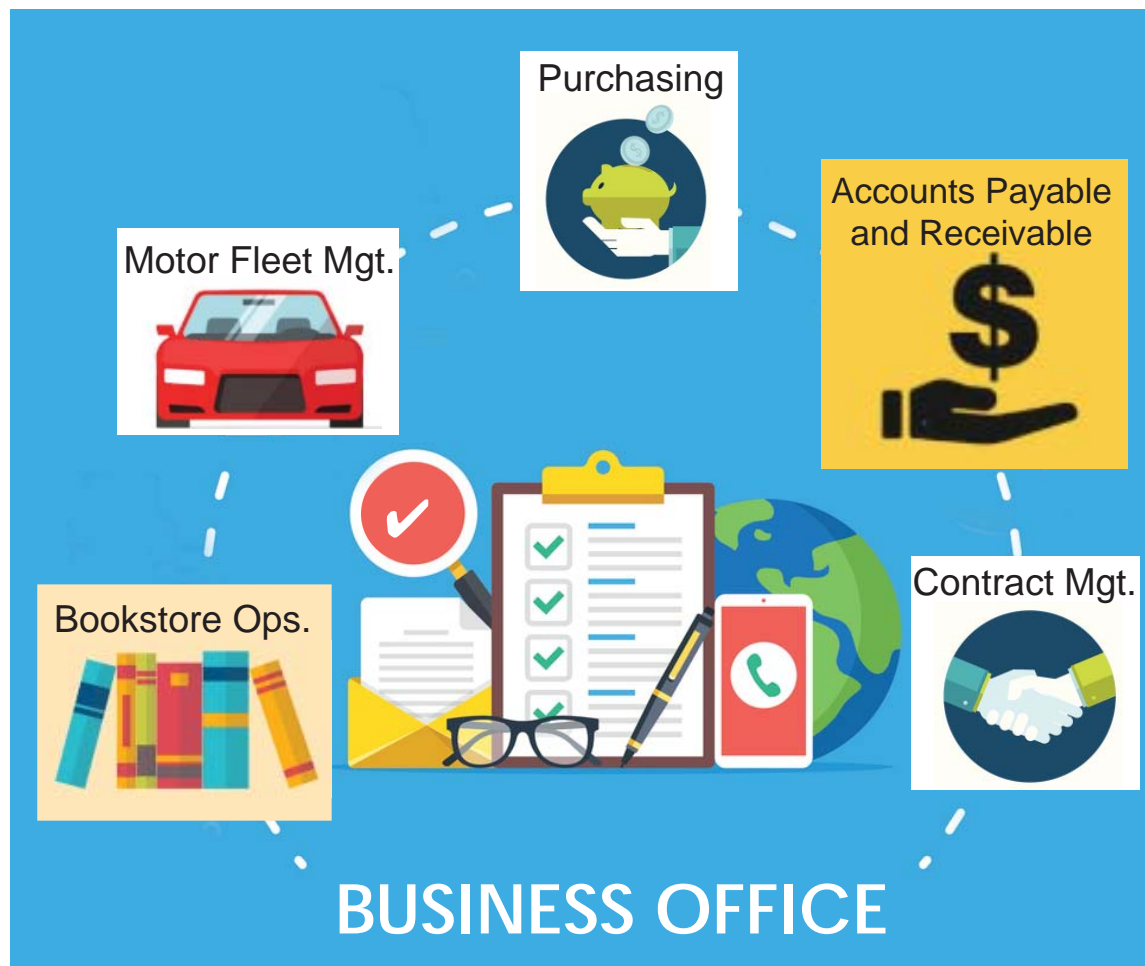 Purchasing
Accounts Payable
and Receivable
Motor Fleet Mgt.
Contract Mgt.
Bookstore Ops.
BUSINESS OFFICE